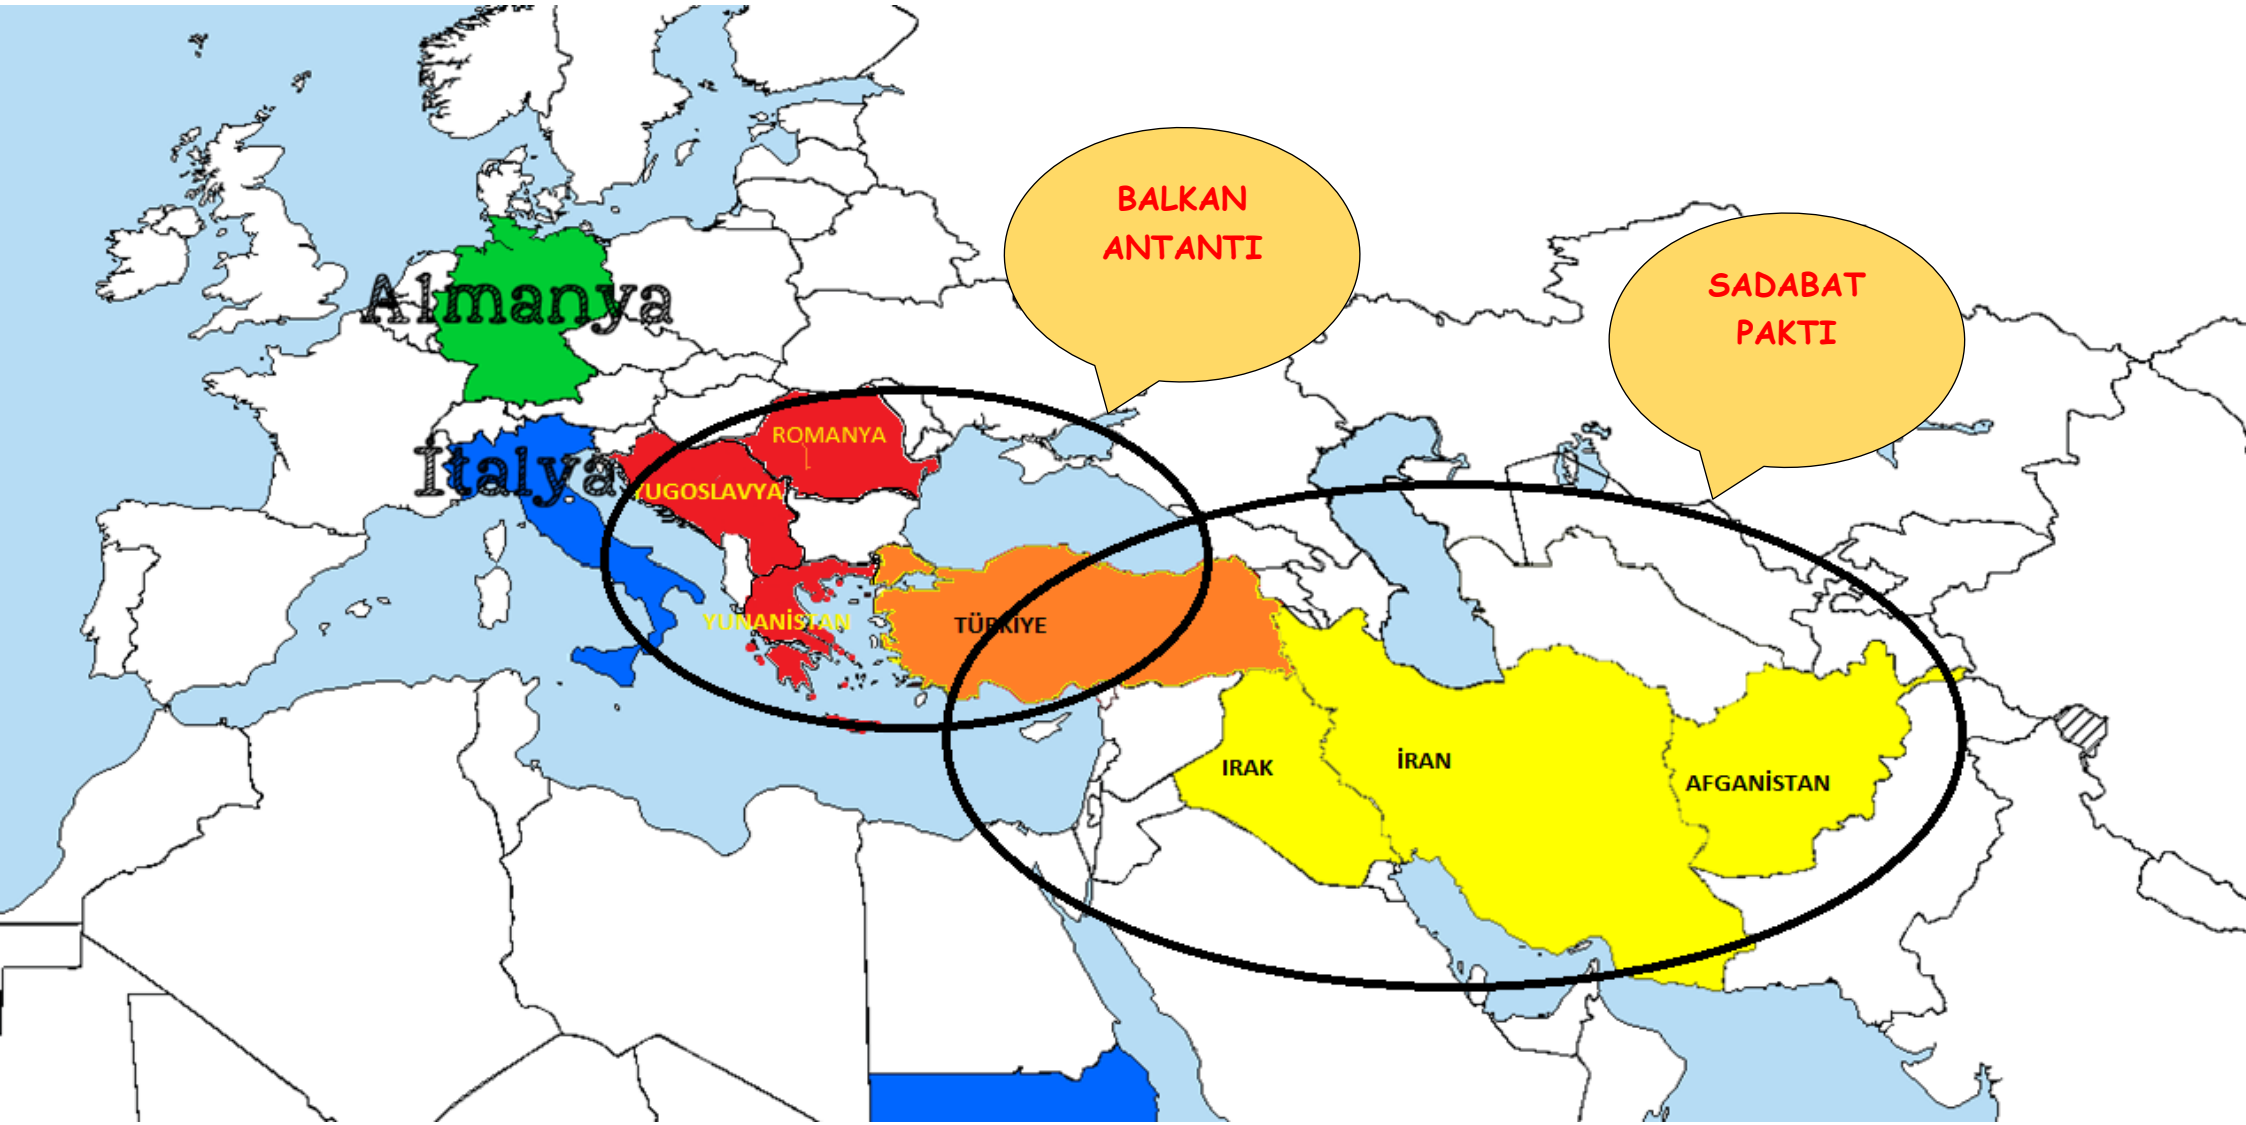 BALKAN
ANTANTI
SADABAT
PAKTI
Almanya
İtalya
ROMANYA
YUGOSLAVYA
YUNANİSTAN
TÜRKİYE
IRAK
İRAN
AFGANİSTAN